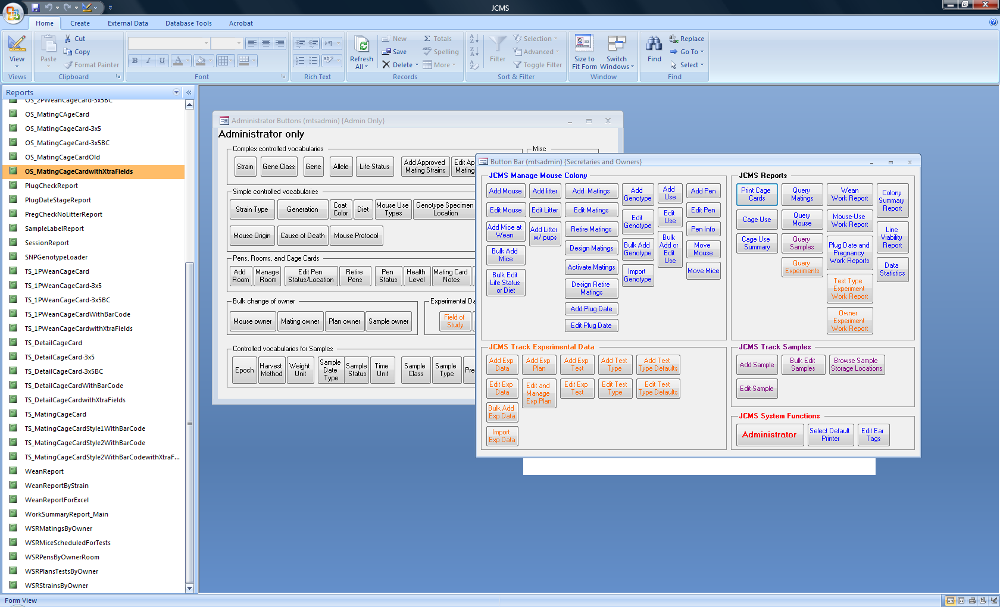 JCMS
Home Create External Data Database Tools Acrobat
View
Views
Paste
Cut
Copy
Format Painter
Clipboard
B I U A
Font
Rich Text
Refresh
All
New
Save
Delete
Totals
Spelling
More
Records
Filter
Selection
Advanced
Toggle Filter
Sort & Filter
Size to
Fit Form
Switch
Windows
Window
Find
Replace
Go To
Select
Find
Reports
OS_2PWeanCageCard-3x5BC
OS_MatingCAgeCard
OS_MatingCageCard-3x5
OS_MatingCageCard-3x5BC
OS_MatingCageCardOld
OS_MatingCageCardwithXtraFields
PlugCheckReport
PlugDateStageReport
PregCheckNoLitterReport
SampleLabelReport
SessionReport
SNPGenotypeLoader
TS_1PWeanCageCard
TS_1PWeanCageCard-3x5
TS_1PWeanCageCard-3x5BC
TS_1PWeanCageCardWithBarCode
TS_1PWeanCageCardwithXtraFields
TS_DetailCageCard
TS_DetailCageCard-3x5
TS_DetailCageCard-3x5BC
TS_DetailCageCardWithBarCode
TS_DetailCageCardwithXtraFields
TS_MatingCageCard
TS_MatingCageCardStyle1WithBarCode
TS_MatingCageCardStyle2WithBarCode
TS_MatingCageCardStyle2WithBarCodewithXtraF...
WeanReport
WeanReportByStrain
WeanReportForExcel
WorkSummaryReport_Main
WSRMatingsByOwner
WSRMiceScheduledForTests
WSRPensByOwnerRoom
WSRPlansTestsByOwner
WSRStrainsByOwner
Administrator Buttons (mtsadmin) {Admin Only}
Administrator only
Complex controlled vocabularies
Strain
Gene Class
Gene
Allele
Life Status
Add Approved
Mating Strains
Edit Ap
Mating
Misc
Simple controlled vocabularies
Strain Type
Generation
Coat
Color
Diet
Mouse Use
Types
Genotype Specimen
Location
Mouse Origin
Cause of Death
Mouse Protocol
Pens, Rooms, and Cage Cards
Add
Room
Manage
Room
Edit Pen
Status/Location
Retire
Pens
Pen
Status
Health
Level
Mating Card
Notes
Bulk change of owner
Mouse owner
Mating owner
Plan owner
Sample owner
Experimental Da
Field of
Study
Controlled vocabularies for Samples
Epoch
Harvest
Method
Weight
Unit
Sample
Date
Type
Sample
Status
Time
Unit
Sample
Class
Sample
Type
Pre
Button Bar (mtsadmin) {Secretaries and Owners}
JCMS Manage Mouse Colony
Add Mouse
Edit Mouse
Add Mice at
Wean
Bulk Add
Mice
Bulk Edit
Life Status
or Diet
Add litter
Edit Litter
Add Litter
w/ pups
Add Matings
Edit Matings
Retire Matings
Design Matings
Activate Matings
Design Retire
Matings
Add Plug Date
Edit Plug Date
Add
Genotype
Edit
Genotype
Bulk Add
Genotype
Import
Genotype
Add
Use
Edit
Use
Bulk
Add or
Edit
Use
Add Pen
Edit Pen
Pen Info
Move
Mouse
Move Mice
JCMS Reports
Print Cage
Cards
Cage Use
Cage Use
Summary
Query
Matings
Query
Mouse
Query
Samples
Query
Experiments
Wean
Work Report
Mouse-Use
Work Report
Plug Date and
Pregnancy
Work Reports
Test Type
Experiment
Work Report
Owner
Experiment
Work Report
Colony
Summary
Report
Line
Viability
Report
Data
Statistics
JCMS Track Experimental Data
Add Exp
Data
Add Exp
Plan
Add Exp
Test
Add Test
Type
Add Test
Type Defaults
Edit Exp
Data
Edit and
Manage
Exp Plan
Edit Exp
Test
Edit Test
Type
Edit Test
Type Defaults
Bulk Add
Exp Data
Import
Exp Data
JCMS Track Samples
Add Sample
Bulk Edit
Samples
Browse Sample
Storage Locations
Edit Sample
JCMS System Functions
Administrator
Select Default
Printer
Edit Ear
Tags
Form View